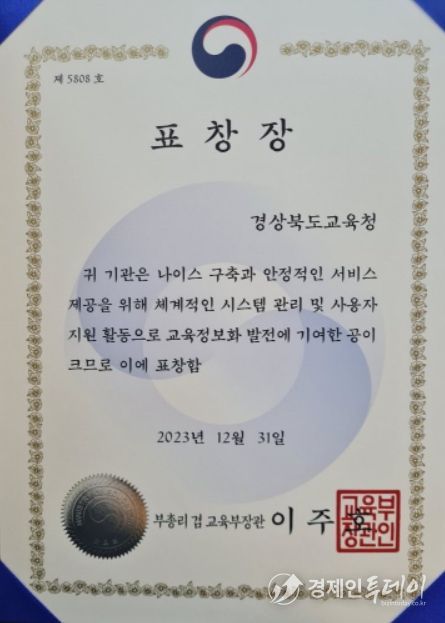 제 5808 호
표 창 장
경상북도교육청
귀 기관은 나이스 구축과 안정적인 서비스
제공을 위해 체계적인 시스템 관리 및 사용자
지원 활동으로 교육정보화 발전에 기여한 공이
크므로 이에 표창함
2023년 12월 31일
부총리 겸 교육부장관 이 주 호
교육부
장관인
경제인투데이
bizintoday.co.kr